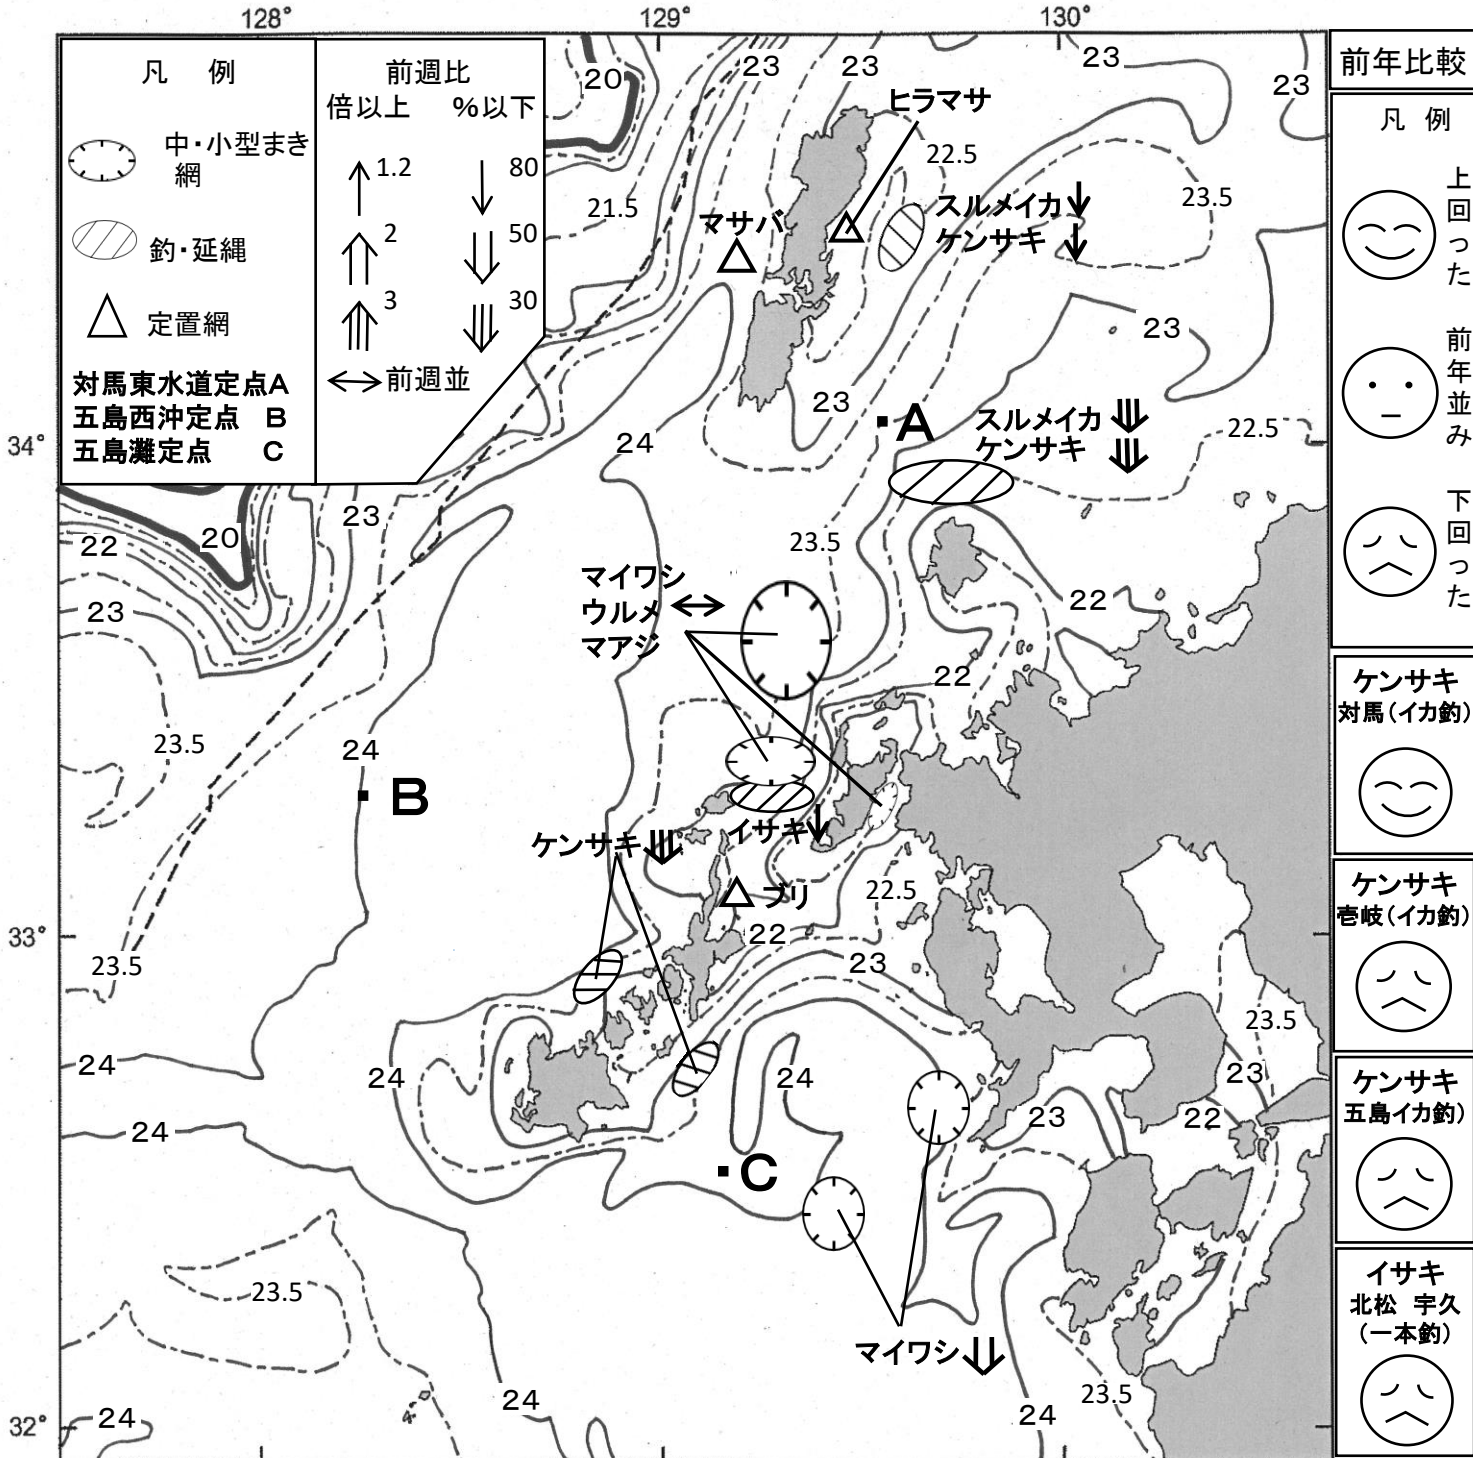 128°
129°
130°
凡 例
中・小型まき
網
釣・延縄
定置網
対馬東水道定点A
五島西沖定点 B
五島灘定点 C
前週比
倍以上 %以下
1.2 80
2 50
3 30
前週並
20
23
23
23
23
ヒラマサ
22.5
21.5
マサバ
スルメイカ
ケンサキ
23.5
23
23
A
スルメイカ
ケンサキ
22.5
34°
24
20
23
22
23
23.5
マイワシ
ウルメ
マアジ
22
22
23.5
24
B
ケンサキ
イサキ
ブリ
22.5
22
23
33°
23.5
24
24
24
24
C
23
22
23
23.5
23.5
マイワシ
24
24
24
23.5
32°
前年比較
凡 例
上回った
前年並み
下回った
ケンサキ
対馬(イカ釣)
ケンサキ
壱岐(イカ釣)
ケンサキ
五島イカ釣)
イサキ
北松 宇久
(一本釣)